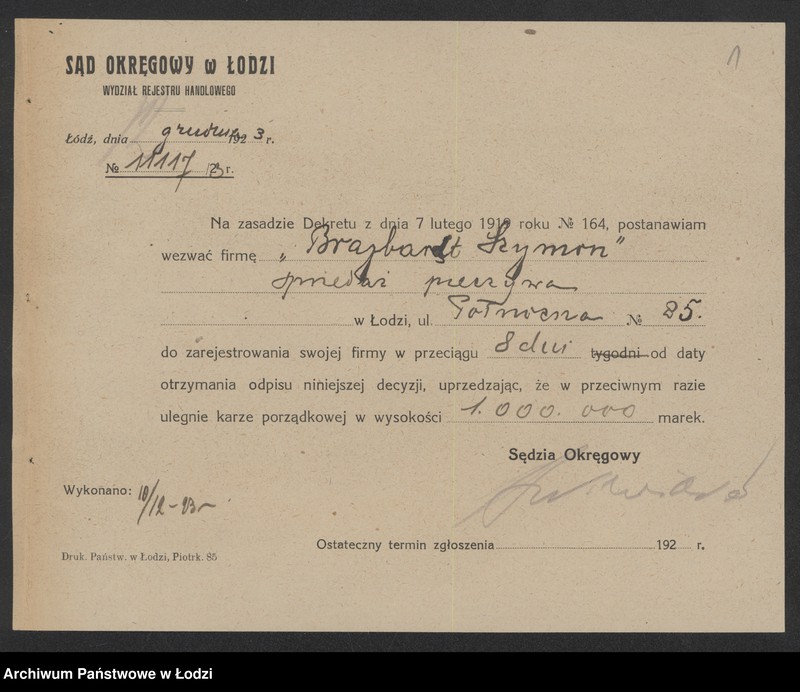 1
SĄD OKRĘGOWY w ŁODZI
WYDZIAŁ REJESTRU HANDLOWEGO
Łódź, dnia grudnia 1923 r.
№ 11117/23 r.
Na zasadzie Dekretu z dnia 7 lutego 1919 roku № 164, postanawiam
wezwać firmę „Brajbardt Szymon"
sprzedaż pieczywa
w Łodzi, ul. Północna № 25.
do zarejestrowania swojej firmy w przeciągu 8 dni tygodni od daty
otrzymania odpisu niniejszej decyzji, uprzedzając, że w przeciwnym razie
ulegnie karze porządkowej w wysokości 1.000.000 marek.
Sędzia Okręgowy
Wykonano: 10/12-23
Ostateczny termin zgłoszenia 192 r.
Druk. Państw. w Łodzi, Piotrk. 85
Archiwum Państwowe w Łodzi